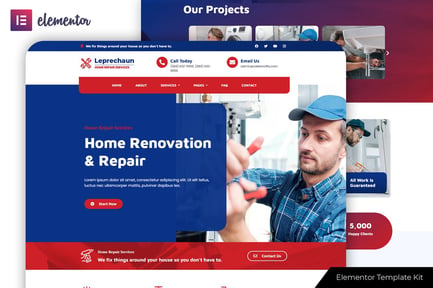 elementor
Our Projects
We fix things around your house so you don't have to.
Leprechaun
HOME REPAIR SERVICES
Call Today
Email Us
HOME
ABOUT
SERVICES
PAGES
FAQ
CONTACT
Home Repair Services
Home Renovation
& Repair
Lorem ipsum dolor sit amet, consectetur adipiscing elit. Ut elit
tellus, luctus nec ullamcorper mattis, pulvinar dapibus leo.
Start Now
All Work is
Guaranteed
5,000
Happy Clients
Home Repair Services
We fix things around your house so you don't have to.
Contact Us
Elementor Template Kit